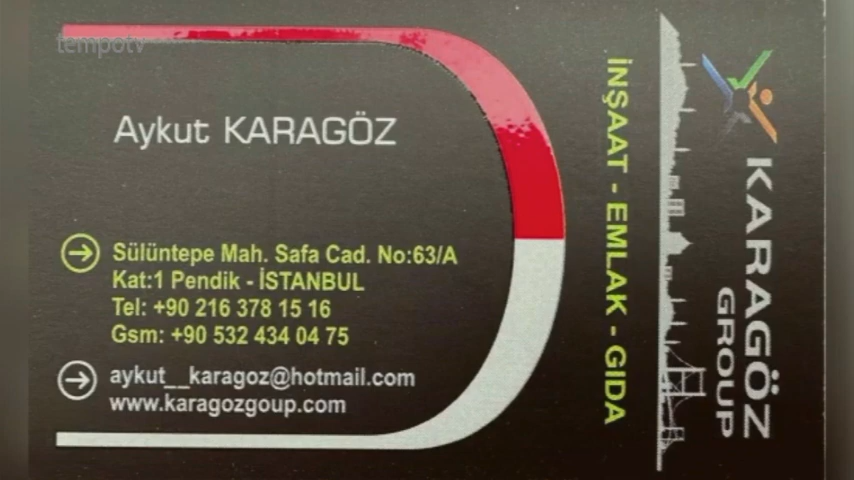 tempotv
Aykut KARAGÖZ
Sülüntepe Mah. Safa Cad. No:63/A
Kat:1 Pendik - İSTANBUL
Tel: +90 216 378 15 16
Gsm: +90 532 434 04 75
aykut__karagoz@hotmail.com
www.karagozgoup.com
İNŞAAT - EMLAK - GIDA
KARAGÖZ
GROUP